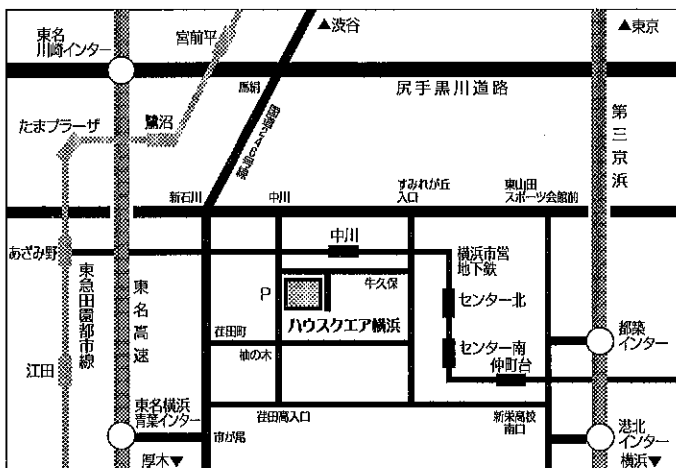 東名
川崎インター
宮前平
▲渋谷
▲東京
馬絹
尻手黒川道路
国道246号線
第三京浜
たまプラーザ
鷺沼
新石川
中川
すみれが丘
入口
東山田
スポーツ会館前
あざみ野
中川
横浜市営
地下鉄
東急田園都市線
東名高速
P
牛久保
センター北
ハウスクエア横浜
荏田町
都築
インター
センター南
柚の木
仲町台
江田
東名横浜
青葉インター
荏田高入口
新栄高校
南口
港北
インター
市が尾
厚木▼
横浜▼